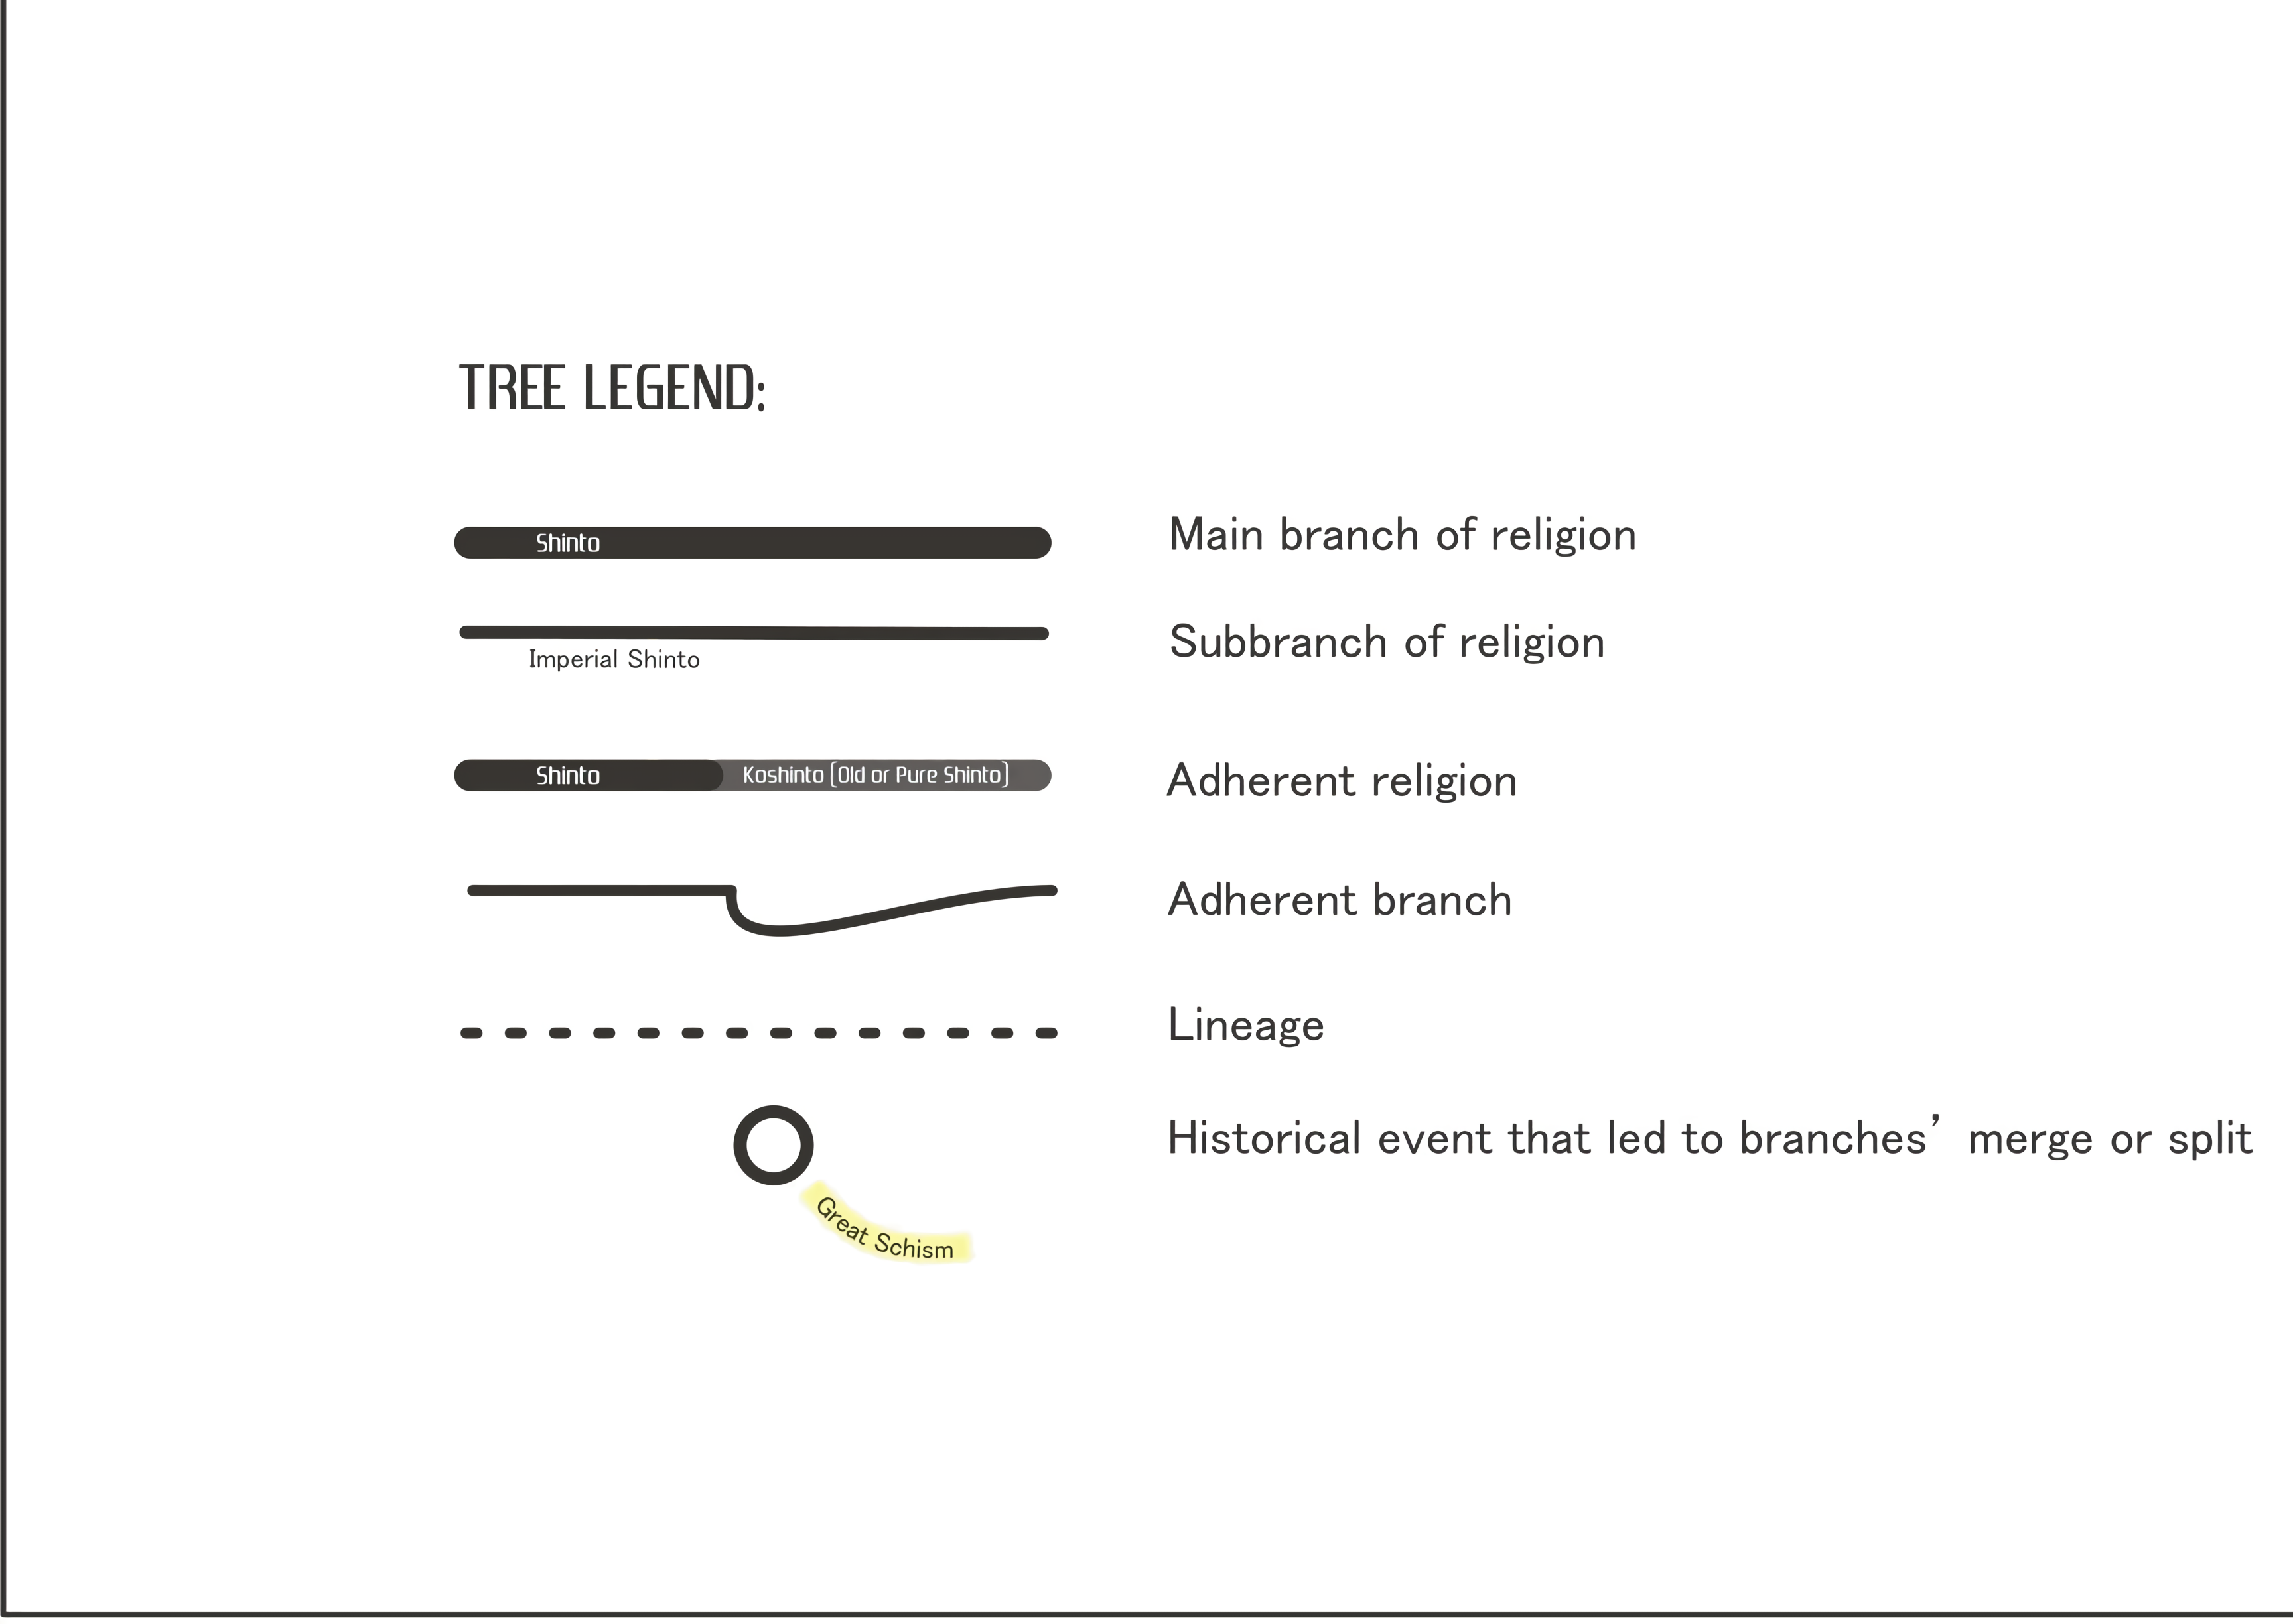 TREE LEGEND:
Shinto
Main branch of religion
Imperial Shinto
Subbranch of religion
Shinto
Koshinto (Old or Pure Shinto)
Adherent religion
Adherent branch
Lineage
Historical event that led to branches’ merge or split
Great Schism